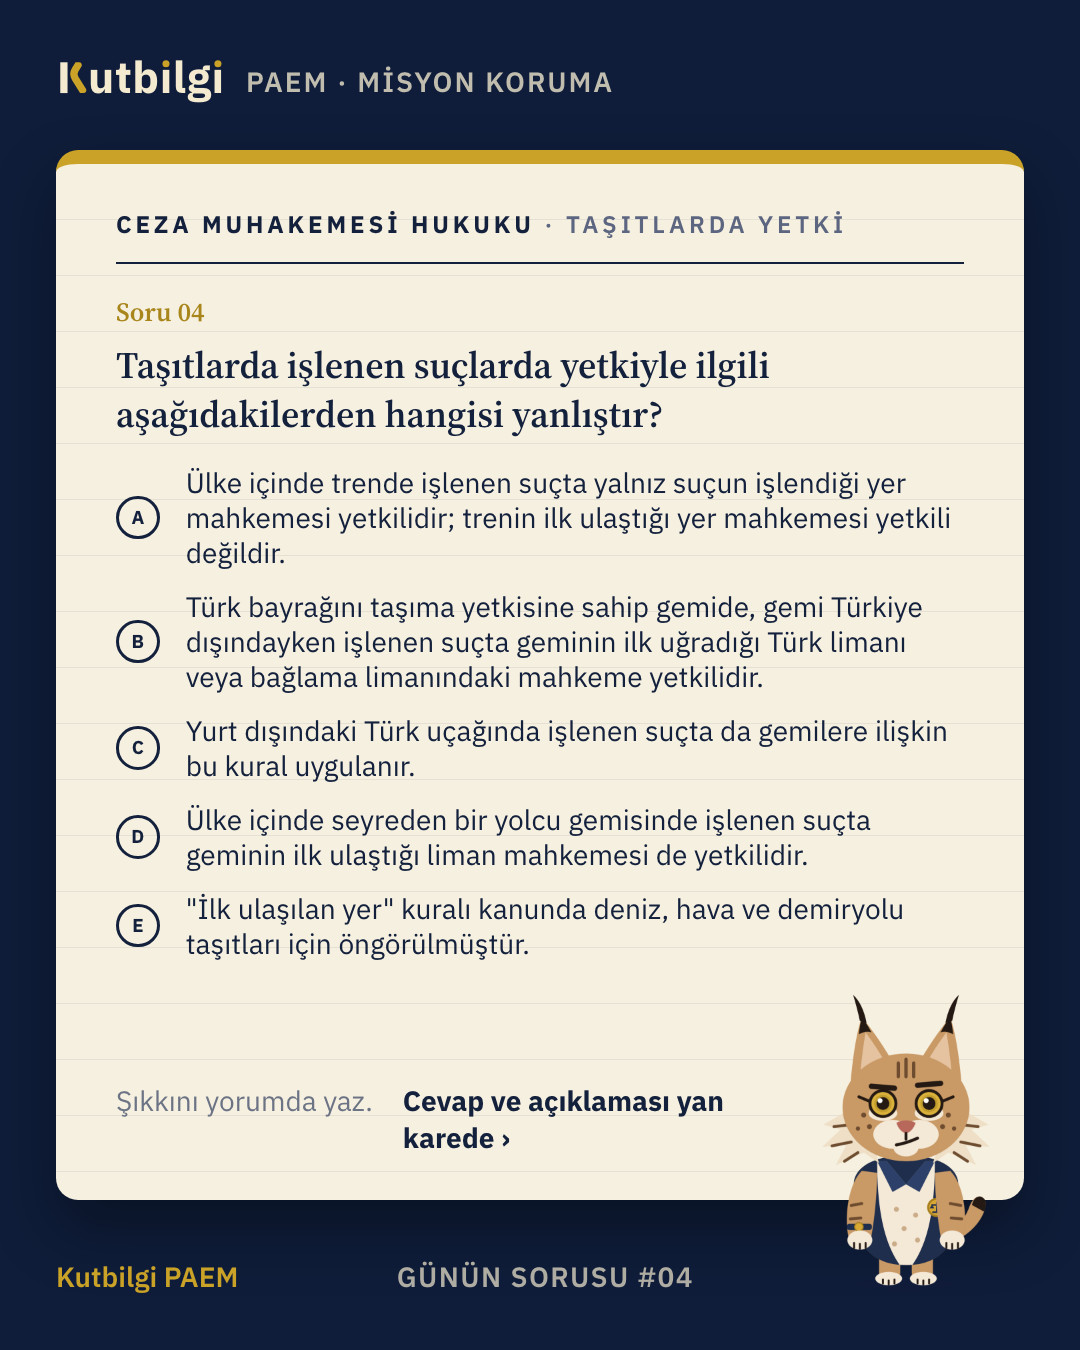 Kutbilgi PAEM · MİSYON KORUMA
CEZA MUHAKEMESİ HUKUKU · TAŞITLARDA YETKİ
Soru 04
Taşıtlarda işlenen suçlarda yetkiyle ilgili
aşağıdakilerden hangisi yanlıştır?
A Ülke içinde trende işlenen suçta yalnız suçun işlendiği yer
mahkemesi yetkilidir; trenin ilk ulaştığı yer mahkemesi yetkili
değildir.
B Türk bayrağını taşıma yetkisine sahip gemide, gemi Türkiye
dışındayken işlenen suçta geminin ilk uğradığı Türk limanı
veya bağlama limanındaki mahkeme yetkilidir.
C Yurt dışındaki Türk uçağında işlenen suçta da gemilere ilişkin
bu kural uygulanır.
D Ülke içinde seyreden bir yolcu gemisinde işlenen suçta
geminin ilk ulaştığı liman mahkemesi de yetkilidir.
E "İlk ulaşılan yer" kuralı kanunda deniz, hava ve demiryolu
taşıtları için öngörülmüştür.
Şıkkını yorumda yaz. Cevap ve açıklaması yan
karede ›
Kutbilgi PAEM GÜNÜN SORUSU #04